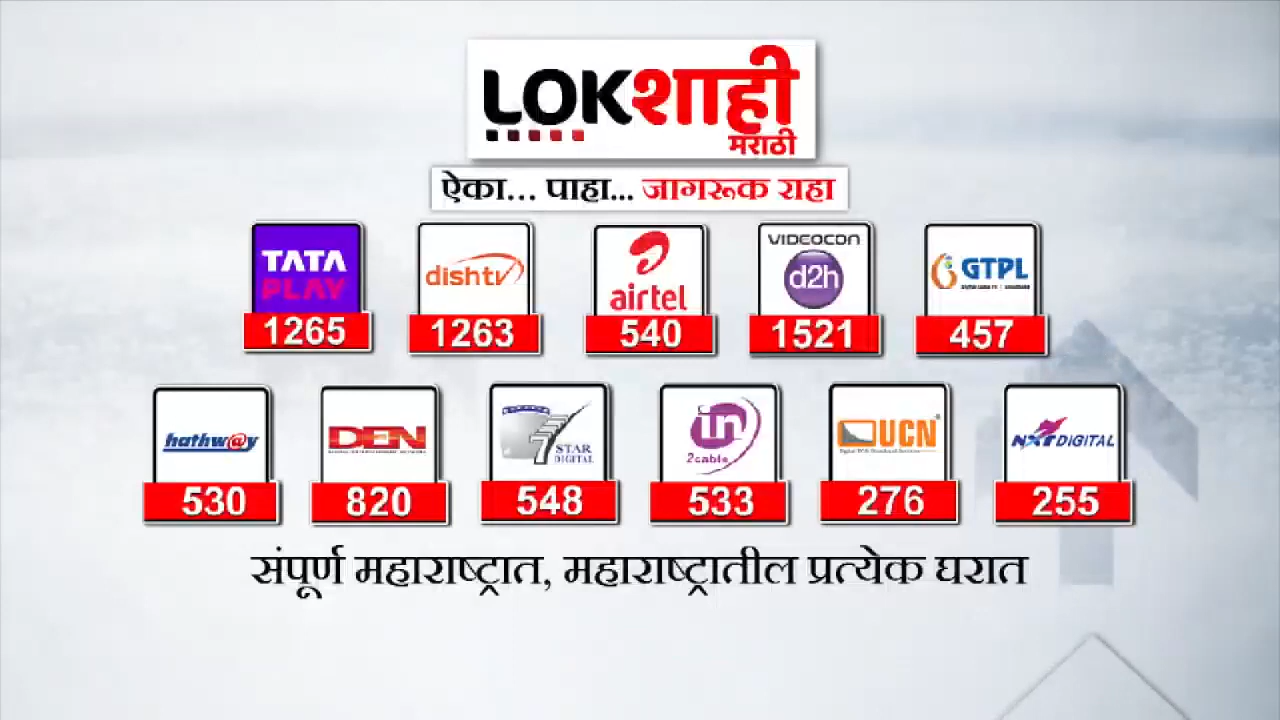 LOKशाही
मराठी
ऐका... पाहा... जागरूक राहा
TATA PLAY
dishtv
airtel
VIDEOCON d2h
GTPL
1265
1263
540
1521
457
hathw@y
DEN
7 STAR DIGITAL
in 2cable
UCN
NXT DIGITAL
530
820
548
533
276
255
संपूर्ण महाराष्ट्रात, महाराष्ट्रातील प्रत्येक घरात